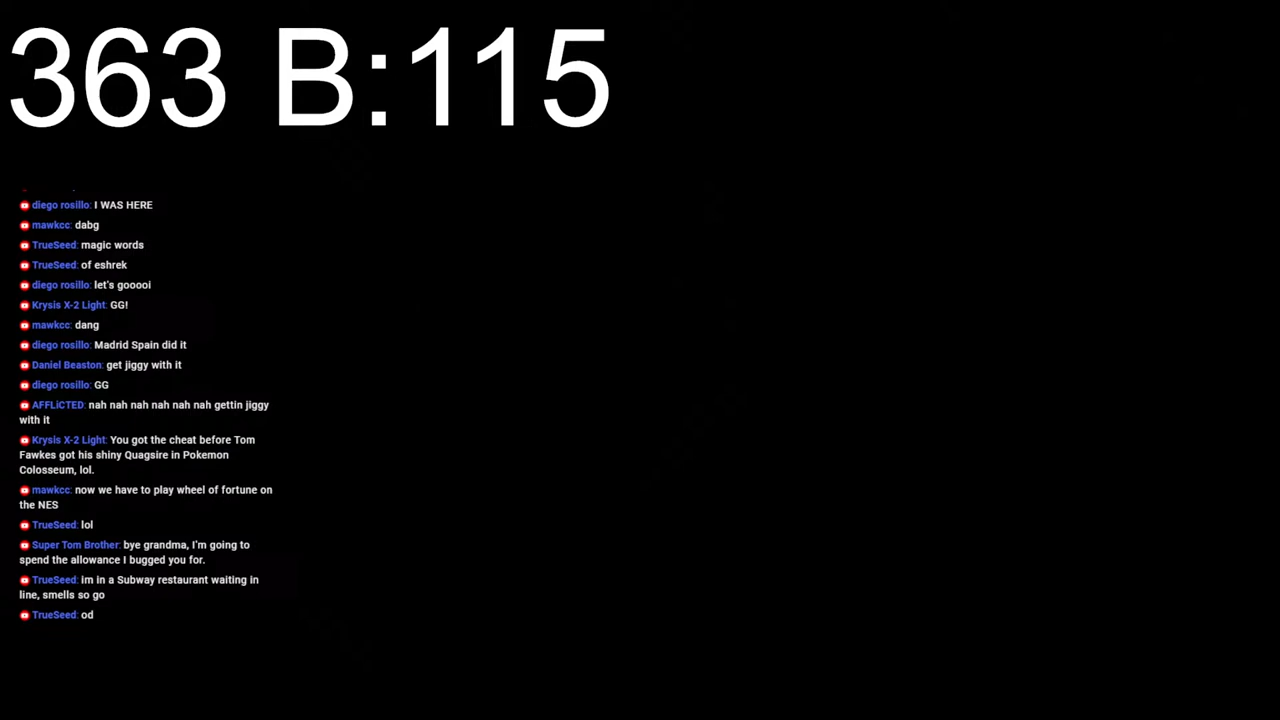 363 B:115
diego rosillo: I WAS HERE
mawkcc: dabg
TrueSeed: magic words
TrueSeed: of eshrek
diego rosillo: let's gooooi
Krysis X-2 Light: GG!
mawkcc: dang
diego rosillo: Madrid Spain did it
Daniel Beaston: get jiggy with it
diego rosillo: GG
AFFLiCTED: nah nah nah nah nah nah gettin jiggy
with it
Krysis X-2 Light: You got the cheat before Tom
Fawkes got his shiny Quagsire in Pokemon
Colosseum, lol.
mawkcc: now we have to play wheel of fortune on
the NES
TrueSeed: lol
Super Tom Brother: bye grandma, I'm going to
spend the allowance I bugged you for.
TrueSeed: im in a Subway restaurant waiting in
line, smells so go
TrueSeed: od